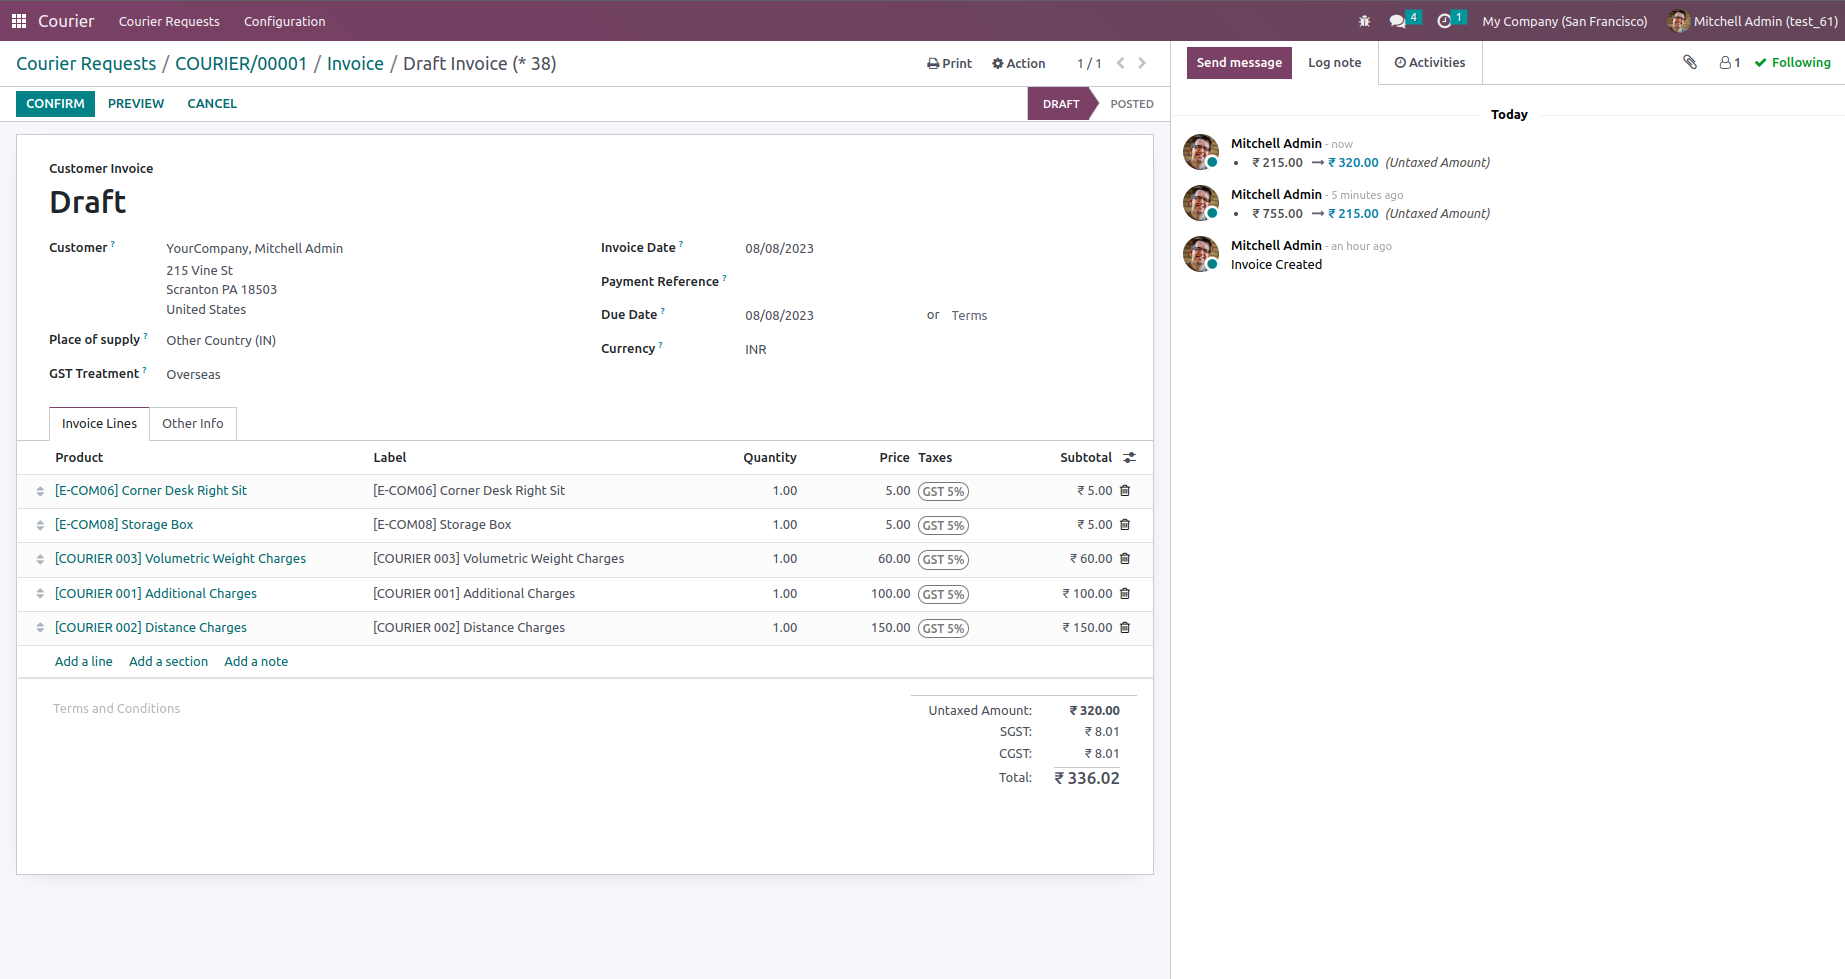 Courier Courier Requests Configuration 4 1 My Company (San Francisco) Mitchell Admin (test_61)
Courier Requests / COURIER/00001 / Invoice / Draft Invoice (* 38) Print Action 1 / 1
CONFIRM PREVIEW CANCEL DRAFT POSTED
Customer Invoice
Draft
Customer ? YourCompany, Mitchell Admin
215 Vine St
Scranton PA 18503
United States
Place of supply ? Other Country (IN)
GST Treatment ? Overseas
Invoice Date ? 08/08/2023
Payment Reference ?
Due Date ? 08/08/2023 or Terms
Currency ? INR
Invoice Lines Other Info
Product Label Quantity Price Taxes Subtotal
[E-COM06] Corner Desk Right Sit [E-COM06] Corner Desk Right Sit 1.00 5.00 GST 5% ₹ 5.00
[E-COM08] Storage Box [E-COM08] Storage Box 1.00 5.00 GST 5% ₹ 5.00
[COURIER 003] Volumetric Weight Charges [COURIER 003] Volumetric Weight Charges 1.00 60.00 GST 5% ₹ 60.00
[COURIER 001] Additional Charges [COURIER 001] Additional Charges 1.00 100.00 GST 5% ₹ 100.00
[COURIER 002] Distance Charges [COURIER 002] Distance Charges 1.00 150.00 GST 5% ₹ 150.00
Add a line Add a section Add a note
Terms and Conditions
Untaxed Amount: ₹ 320.00
SGST: ₹ 8.01
CGST: ₹ 8.01
Total: ₹ 336.02
Send message Log note Activities 1 Following
Today
Mitchell Admin - now
• ₹ 215.00 → ₹ 320.00 (Untaxed Amount)
Mitchell Admin - 5 minutes ago
• ₹ 755.00 → ₹ 215.00 (Untaxed Amount)
Mitchell Admin - an hour ago
Invoice Created